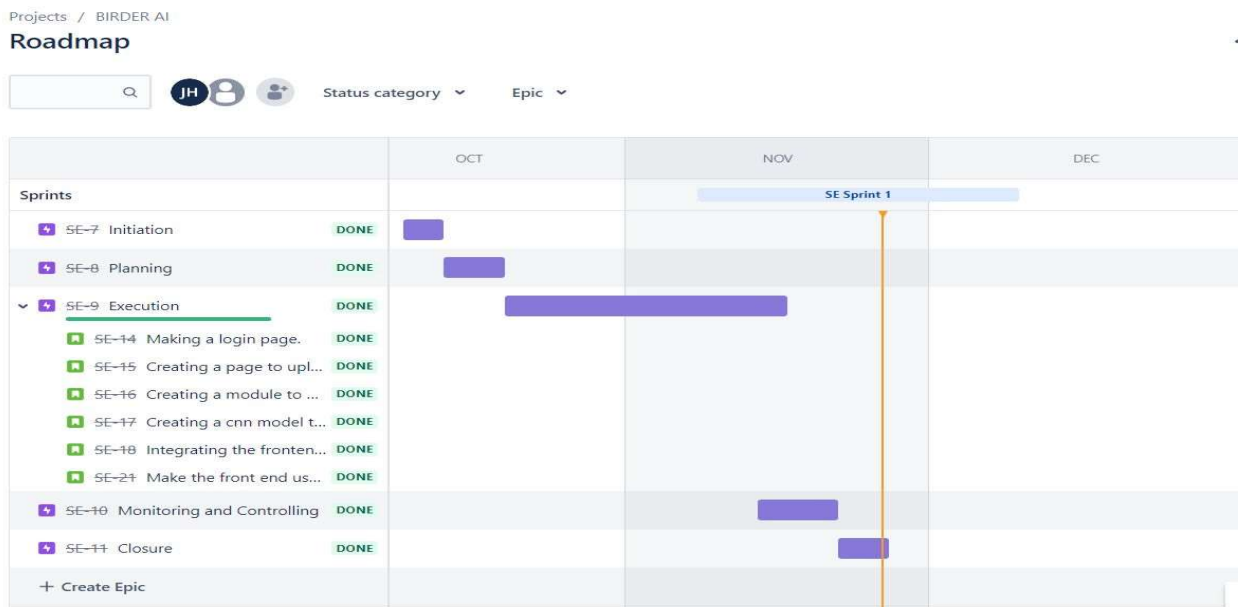 Projects / BIRDER AI
Roadmap
JH
Status category
Epic
OCT NOV DEC
Sprints
SE Sprint 1
SE-7 Initiation DONE
SE-8 Planning DONE
SE-9 Execution DONE
SE-14 Making a login page. DONE
SE-15 Creating a page to upl... DONE
SE-16 Creating a module to ... DONE
SE-17 Creating a cnn model t... DONE
SE-18 Integrating the fronten... DONE
SE-21 Make the front end us... DONE
SE-10 Monitoring and Controlling DONE
SE-11 Closure DONE
+ Create Epic